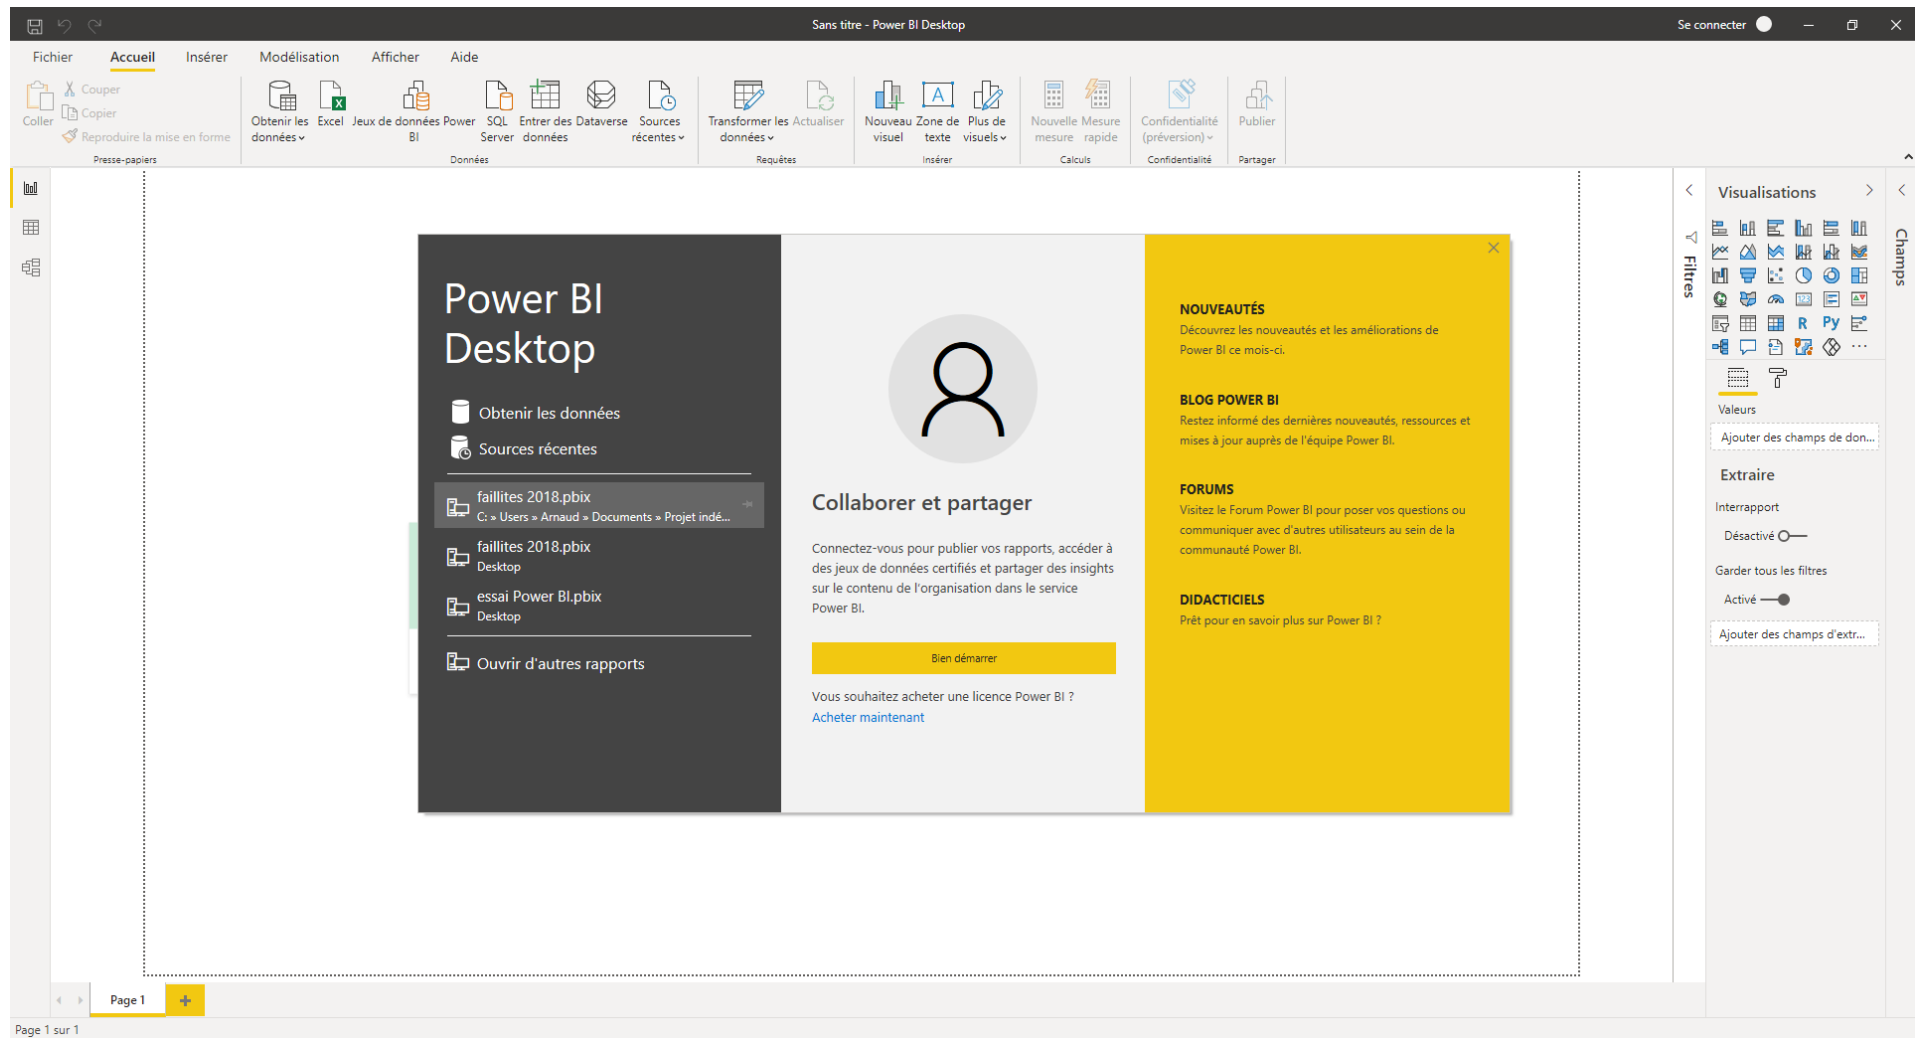 Sans titre - Power BI Desktop
Se connecter
Fichier
Accueil
Insérer
Modélisation
Afficher
Aide
Coller
Couper
Copier
Reproduire la mise en forme
Presse-papiers
Obtenir les
données
Excel
Jeux de données Power
BI
SQL
Server
Entrer des
données
Dataverse
Sources
récentes
Données
Transformer les
données
Actualiser
Requêtes
Nouveau
visuel
Zone de
texte
Plus de
visuels
Insérer
Nouvelle
mesure
Mesure
rapide
Calculs
Confidentialité
(préversion)
Confidentialité
Publier
Partager
Power BI
Desktop
Obtenir les données
Sources récentes
faillites 2018.pbix
C: » Users » Arnaud » Documents » Projet indé...
faillites 2018.pbix
Desktop
essai Power BI.pbix
Desktop
Ouvrir d'autres rapports
Collaborer et partager
Connectez-vous pour publier vos rapports, accéder à
des jeux de données certifiés et partager des insights
sur le contenu de l'organisation dans le service
Power BI.
Bien démarrer
Vous souhaitez acheter une licence Power BI ?
Acheter maintenant
NOUVEAUTÉS
Découvrez les nouveautés et les améliorations de
Power BI ce mois-ci.
BLOG POWER BI
Restez informé des dernières nouveautés, ressources et
mises à jour auprès de l'équipe Power BI.
FORUMS
Visitez le Forum Power BI pour poser vos questions ou
communiquer avec d'autres utilisateurs au sein de la
communauté Power BI.
DIDACTICIELS
Prêt pour en savoir plus sur Power BI ?
Filtres
Visualisations
R
Py
123
Valeurs
Ajouter des champs de don...
Extraire
Interrapport
Désactivé
Garder tous les filtres
Activé
Ajouter des champs d'extr...
Champs
Page 1
Page 1 sur 1